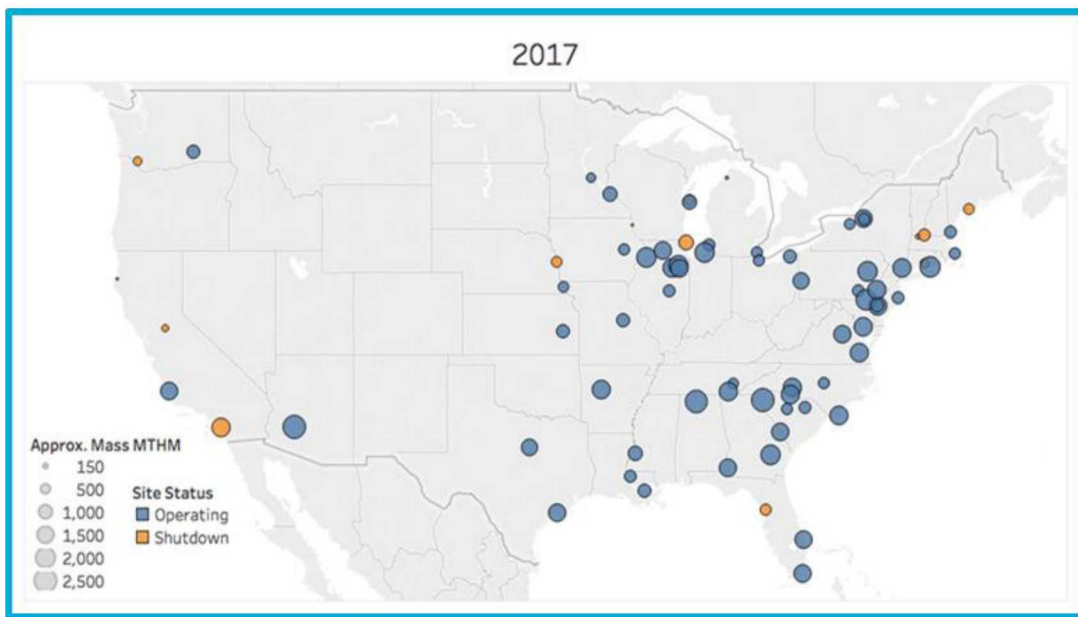 2017
Approx. Mass MTHM
150
500
1,000
1,500
2,000
2,500
Site Status
Operating
Shutdown